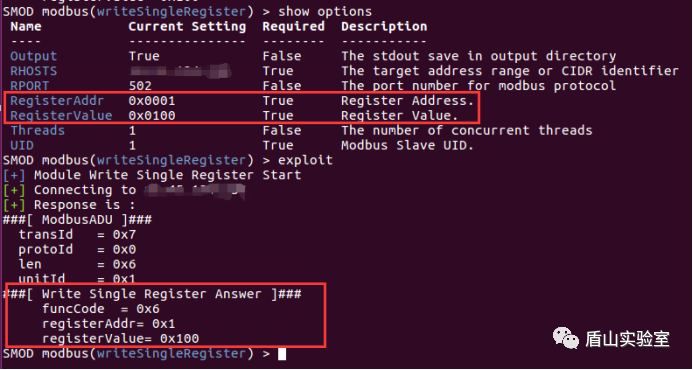 SMOD modbus(writeSingleRegister) > show options
Name Current Setting Required Description
---- --------------- -------- -----------
Output True False The stdout save in output directory
RHOSTS True The target address range or CIDR identifier
RPORT 502 False The port number for modbus protocol
RegisterAddr 0x0001 True Register Address.
RegisterValue 0x0100 True Register Value.
Threads 1 False The number of concurrent threads
UID 1 True Modbus Slave UID.
SMOD modbus(writeSingleRegister) > exploit
[+] Module Write Single Register Start
[+] Connecting to
[+] Response is :
###[ ModbusADU ]###
transId = 0x7
protoId = 0x0
len = 0x6
unitId = 0x1
###[ Write Single Register Answer ]###
funcCode = 0x6
registerAddr= 0x1
registerValue= 0x100
SMOD modbus(writeSingleRegister) >
盾山实验室